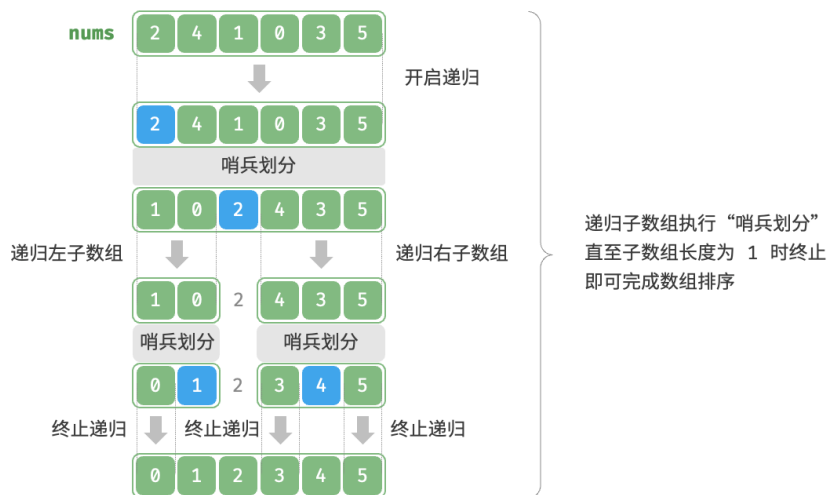 nums 2 4 1 0 3 5
开启递归
2 4 1 0 3 5
哨兵划分
1 0 2 4 3 5
递归左子数组
递归右子数组
1 0 2 4 3 5
哨兵划分 哨兵划分
0 1 2 3 4 5
终止递归 终止递归 终止递归
0 1 2 3 4 5
递归子数组执行“哨兵划分”
直至子数组长度为 1 时终止
即可完成数组排序